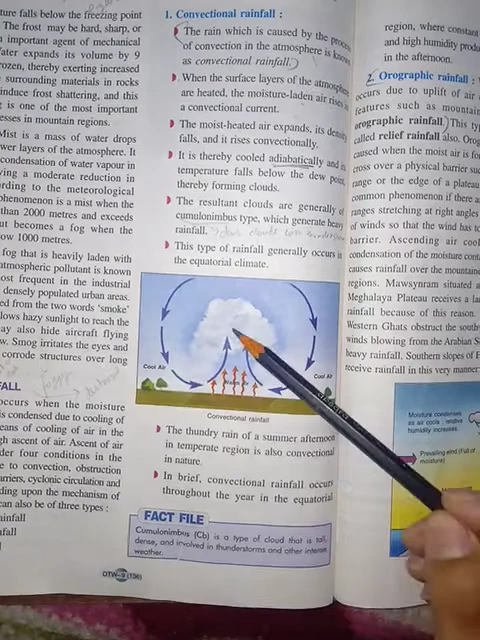 ture falls below the freezing point
The frost may be hard, sharp, or
important agent of mechanical
ater expands its volume by 9
rozen, thereby exerting increased
surrounding materials in rocks
induce frost shattering, and this
is one of the most important
esses in mountain regions.
Mist is a mass of water drops
wer layers of the atmosphere. It
condensation of water vapour in
ving a moderate reduction in
rding to the meteorological
phenomenon is a mist when the
than 2000 metres and exceeds
ut becomes a fog when the
ow 1000 metres.
fog that is heavily laden with
atmospheric pollutant is known
ost frequent in the industrial
densely populated urban areas.
ed from the two words 'smoke'
lows hazy sunlight to reach the
ay also hide aircraft flying
w. Smog irritates the eyes and
corrode structures over long
FALL
occurs when the moisture
is condensed due to cooling of
eans of cooling of air in the
gh ascent of air. Ascent of air
der four conditions in the
e to convection, obstruction
arriers, cyclonic circulation and
ding upon the mechanism of
can also be of three types :
ainfall
nfall
1. Convectional rainfall :
The rain which is caused by the process
of convection in the atmosphere is known
as convectional rainfall.
When the surface layers of the atmosphere
are heated, the moisture-laden air rises in
a convectional current.
The moist-heated air expands, its density
falls, and it rises convectionally.
It is thereby cooled adiabatically and its
temperature falls below the dew point,
thereby forming clouds.
The resultant clouds are generally of
cumulonimbus type, which generate heavy
rainfall.
This type of rainfall generally occurs in
the equatorial climate.
Cool Air
Warm Air
Cool Air
Convectional rainfall
The thundry rain of a summer afternoon
in temperate region is also convectional
in nature.
In brief, convectional rainfall occurs
throughout the year in the equatorial
FACT FILE
Cumulonimbus (Cb) is a type of cloud that is tall,
dense, and involved in thunderstorms and other intense
weather.
OTW–9 (156)
region, where constant
and high humidity produ
in the afternoon.
2. Orographic rainfall : Th
occurs due to uplift of air
features such as mountain
orographic rainfall. This ty
called relief rainfall also. Orog
caused when the moist air is for
cross over a physical barrier suc
range or the edge of a plateau
common phenomenon if there a
ranges stretching at right angles
of winds so that the wind has to
barrier. Ascending air cool
condensation of the moisture cont
causes rainfall over the mountaine
regions. Mawsynram situated a
Meghalaya Plateau receives a la
rainfall because of this reason.
Western Ghats obstruct the south
winds blowing from the Arabian S
heavy rainfall. Southern slopes of H
receive rainfall in this very manner
Moisture condenses
as air cools : relative
humidity increases.
Prevailing wind (Full of
moisture)